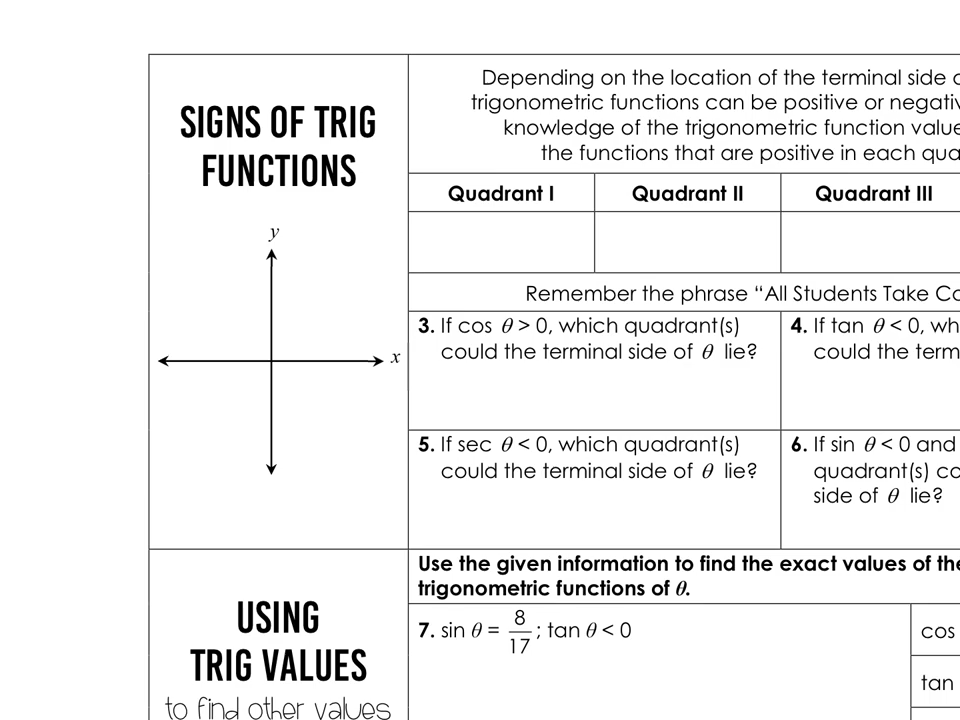 SIGNS OF TRIG
FUNCTIONS
y
x
Depending on the location of the terminal side
trigonometric functions can be positive or
knowledge of the trigonometric function
the functions that are positive in each
Quadrant I
Quadrant II
Quadrant III
Remember the phrase “All Students Take
3. If cos θ > 0, which quadrant(s)
could the terminal side of θ lie?
4. If tan θ < 0,
could the
5. If sec θ < 0, which quadrant(s)
could the terminal side of θ lie?
6. If sin θ < 0 and
quadrant(s)
side of θ lie?
USING
TRIG VALUES
to find other values
Use the given information to find the exact values of
trigonometric functions of θ.
7. sin θ = 8/17; tan θ < 0
cos
tan